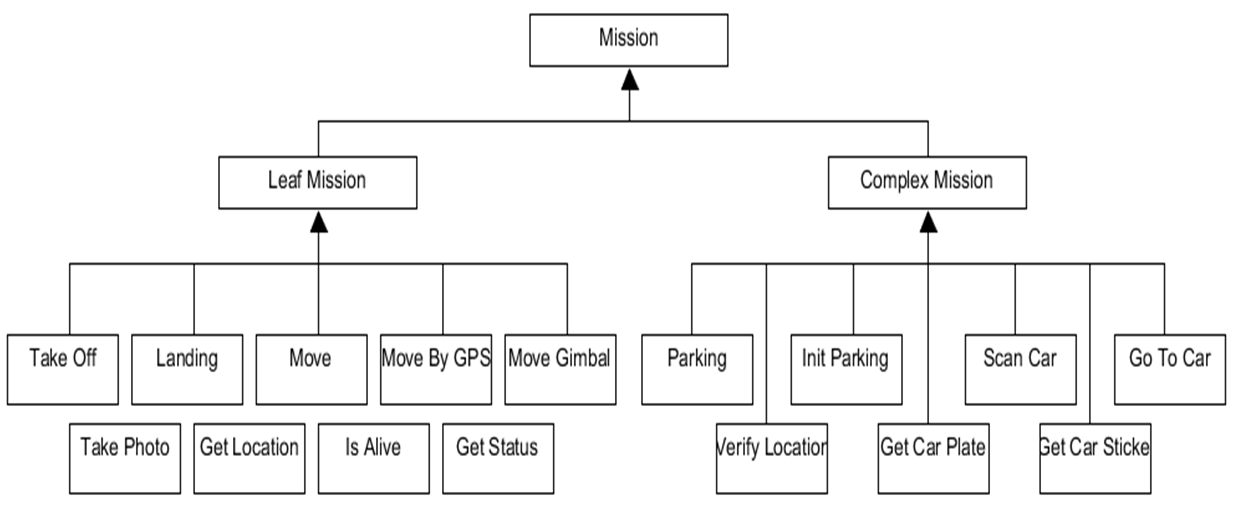 Mission
Leaf Mission
Complex Mission
Take Off
Landing
Move
Move By GPS
Move Gimbal
Parking
Init Parking
Scan Car
Go To Car
Take Photo
Get Location
Is Alive
Get Status
Verify Location
Get Car Plate
Get Car Sticke